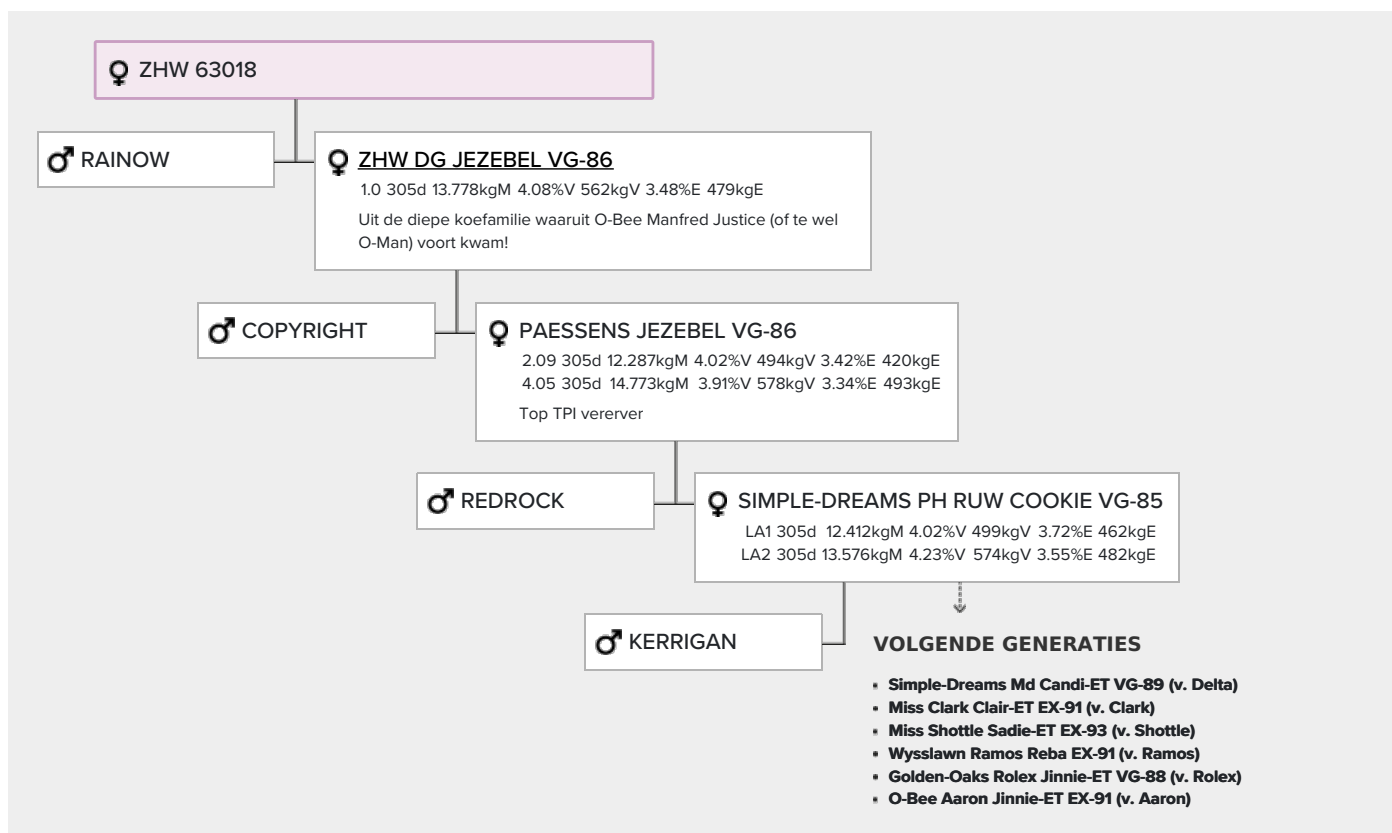 ZHW 63018
RAINOW
ZHW DG JEZEBEL VG-86
1.0 305d 13.778kgM 4.08%V 562kgV 3.48%E 479kgE
Uit de diepe koefamilie waaruit O-Bee Manfred Justice (of te wel
O-Man) voort kwam!
COPYRIGHT
PAESSENS JEZEBEL VG-86
2.09 305d 12.287kgM 4.02%V 494kgV 3.42%E 420kgE
4.05 305d 14.773kgM 3.91%V 578kgV 3.34%E 493kgE
Top TPI vererver
REDROCK
SIMPLE-DREAMS PH RUW COOKIE VG-85
LA1 305d 12.412kgM 4.02%V 499kgV 3.72%E 462kgE
LA2 305d 13.576kgM 4.23%V 574kgV 3.55%E 482kgE
KERRIGAN
VOLGENDE GENERATIES
Simple-Dreams Md Candi-ET VG-89 (v. Delta)
Miss Clark Clair-ET EX-91 (v. Clark)
Miss Shottle Sadie-ET EX-93 (v. Shottle)
Wysslawn Ramos Reba EX-91 (v. Ramos)
Golden-Oaks Rolex Jinnie-ET VG-88 (v. Rolex)
O-Bee Aaron Jinnie-ET EX-91 (v. Aaron)